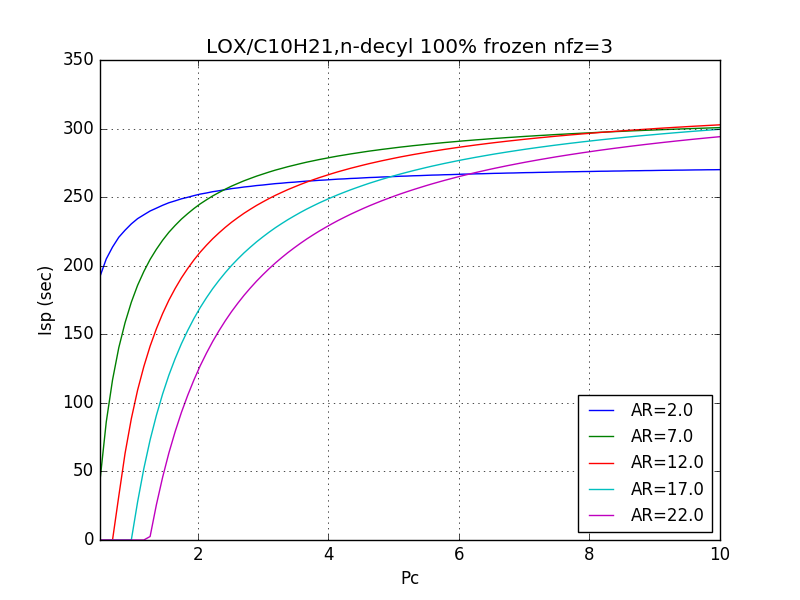 LOX/C10H21,n-decyl 100% frozen nfz=3
350
300
250
200
150
100
50
0
Isp (sec)
2
4
6
8
10
Pc
AR=2.0
AR=7.0
AR=12.0
AR=17.0
AR=22.0